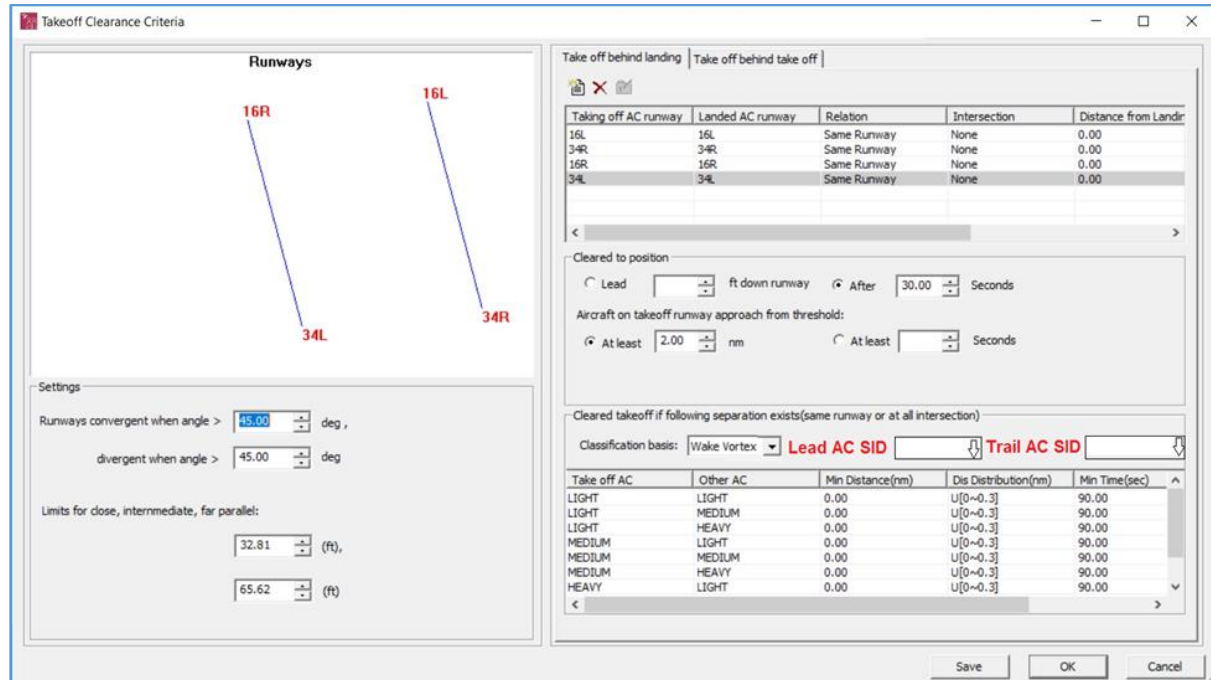 Takeoff Clearance Criteria
Runways
16R
16L
34L
34R
Settings
Runways convergent when angle > 45.00 deg ,
divergent when angle > 45.00 deg
Limits for close, internmediate, far parallel:
32.81 (ft),
65.62 (ft)
Take off behind landing Take off behind take off
Taking off AC runway Landed AC runway Relation Intersection Distance from Landin
16L 16L Same Runway None 0.00
34R 34R Same Runway None 0.00
16R 16R Same Runway None 0.00
34L 34L Same Runway None 0.00
Cleared to position
Lead ft down runway After 30.00 Seconds
Aircraft on takeoff runway approach from threshold:
At least 2.00 nm At least Seconds
Cleared takeoff if following separation exists(same runway or at all intersection)
Classification basis: Wake Vortex Lead AC SID Trail AC SID
Take off AC Other AC Min Distance(nm) Dis Distribution(nm) Min Time(sec)
LIGHT LIGHT 0.00 U[0~0.3] 90.00
LIGHT MEDIUM 0.00 U[0~0.3] 90.00
LIGHT HEAVY 0.00 U[0~0.3] 90.00
MEDIUM LIGHT 0.00 U[0~0.3] 90.00
MEDIUM MEDIUM 0.00 U[0~0.3] 90.00
MEDIUM HEAVY 0.00 U[0~0.3] 90.00
HEAVY LIGHT 0.00 U[0~0.3] 90.00
Save OK Cancel